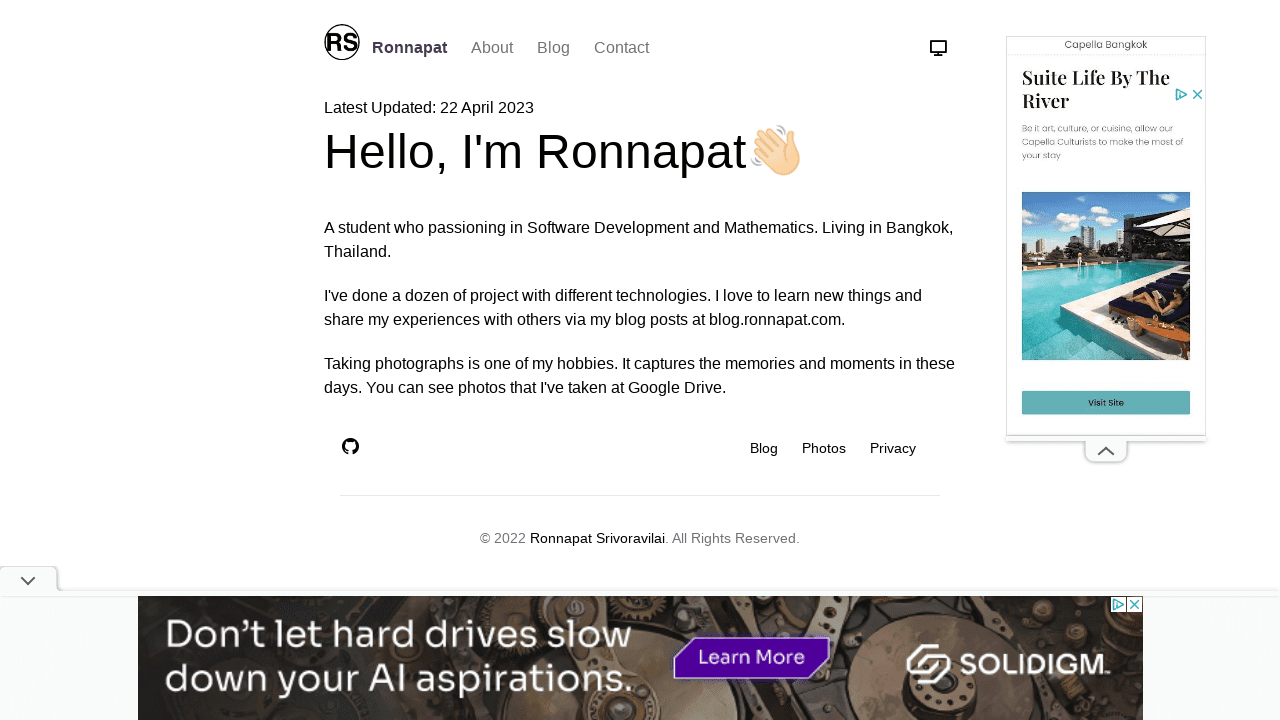 RS
Ronnapat
About
Blog
Contact
Latest Updated: 22 April 2023
Hello, I'm Ronnapat👋🏼
A student who passioning in Software Development and Mathematics. Living in Bangkok,
Thailand.
I've done a dozen of project with different technologies. I love to learn new things and
share my experiences with others via my blog posts at blog.ronnapat.com.
Taking photographs is one of my hobbies. It captures the memories and moments in these
days. You can see photos that I've taken at Google Drive.
Blog
Photos
Privacy
© 2022 Ronnapat Srivoravilai. All Rights Reserved.
Capella Bangkok
Suite Life By The
River
Be it art, culture, or cuisine, allow our
Capella Culturists to make the most of
your stay
Visit Site
Don't let hard drives slow
down your AI aspirations.
Learn More
SOLIDIGM